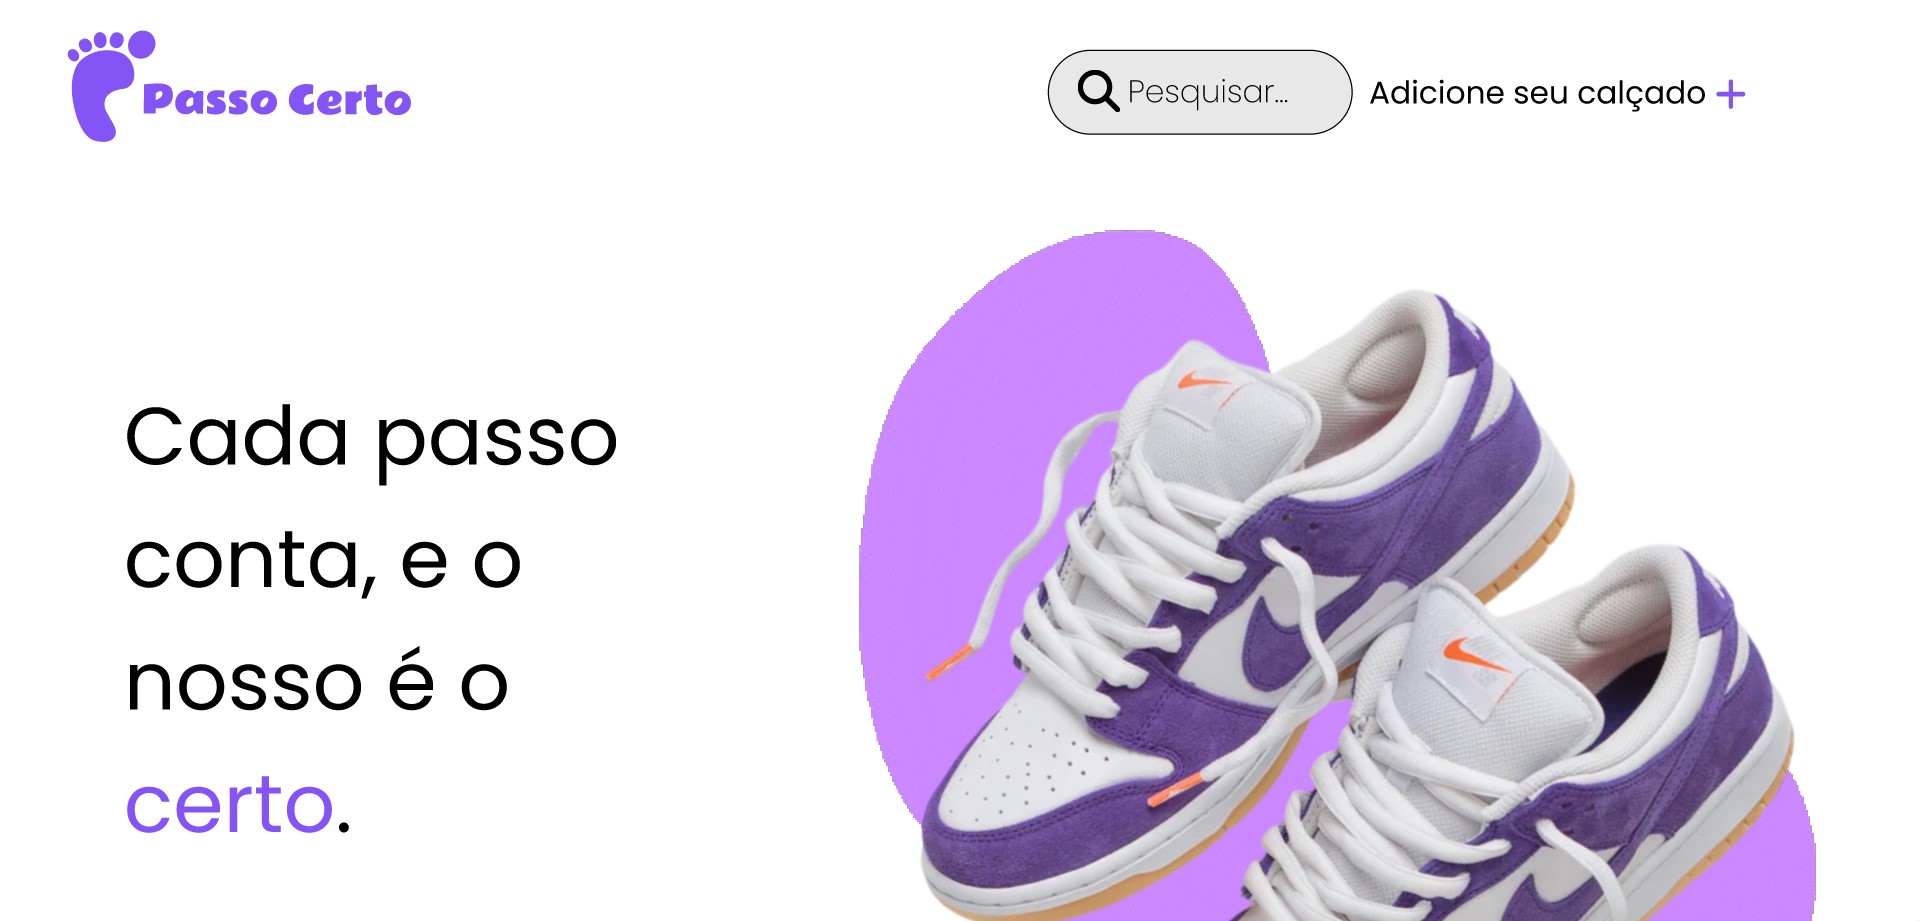 Passo Certo
Pesquisar...
Adicione seu calçado +
Cada passo
conta, e o
nosso é o
certo.